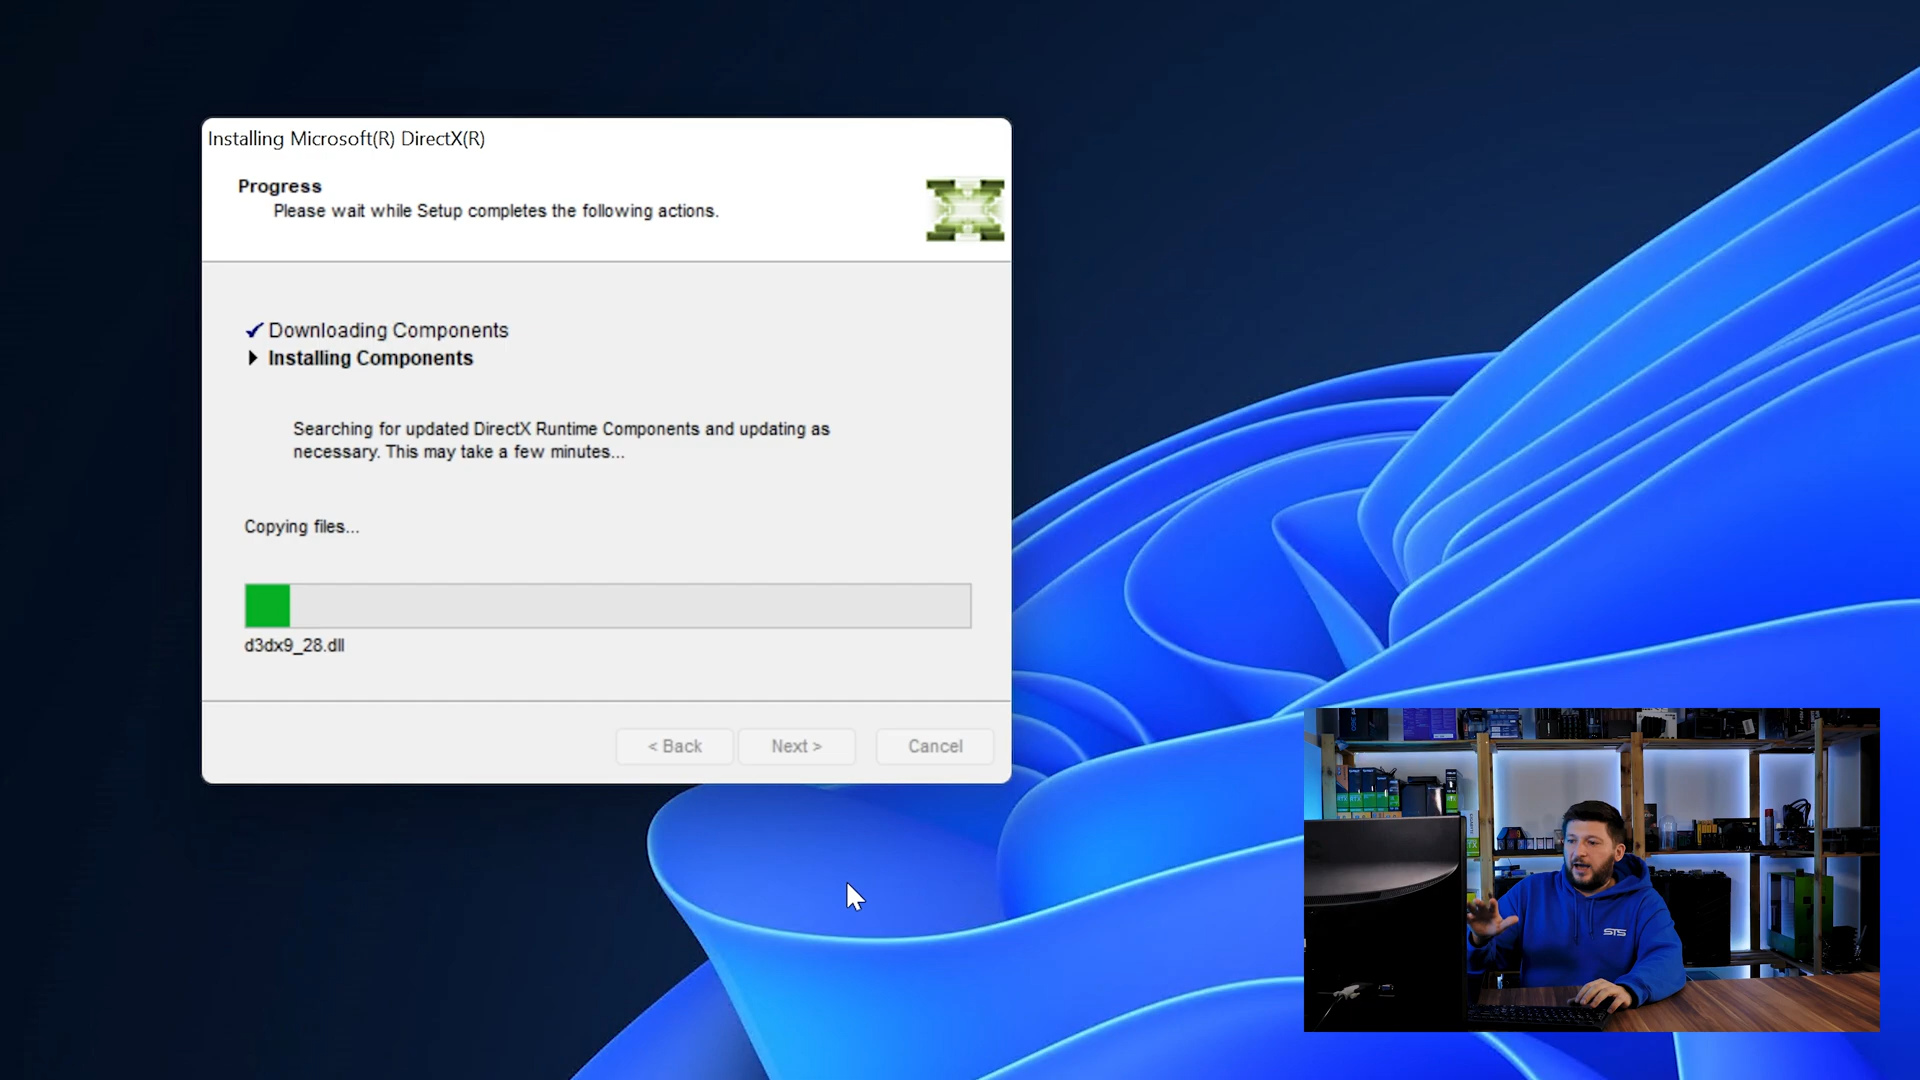 Installing Microsoft(R) DirectX(R)
Progress
Please wait while Setup completes the following actions.
Downloading Components
Installing Components
Searching for updated DirectX Runtime Components and updating as
necessary. This may take a few minutes...
Copying files...
d3dx9_28.dll
< Back
Next >
Cancel
STS